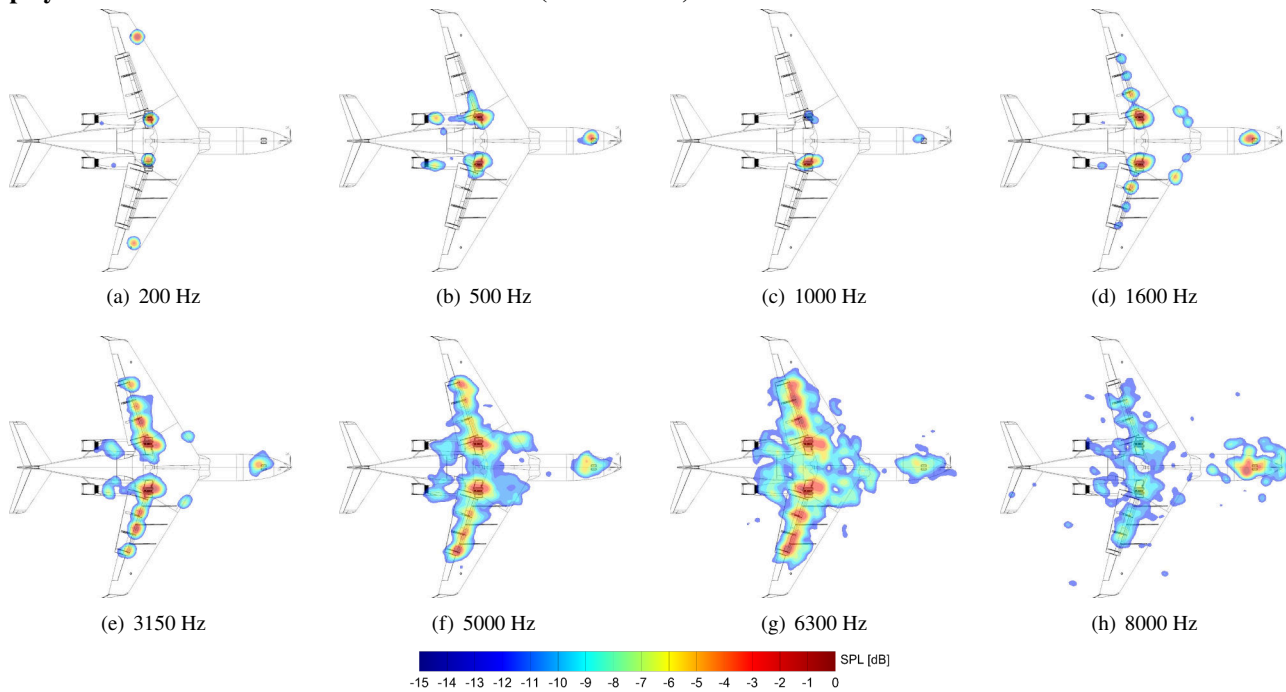 (a) 200 Hz
(b) 500 Hz
(c) 1000 Hz
(d) 1600 Hz
(e) 3150 Hz
(f) 5000 Hz
(g) 6300 Hz
(h) 8000 Hz
SPL [dB]
-15 -14 -13 -12 -11 -10 -9 -8 -7 -6 -5 -4 -3 -2 -1 0